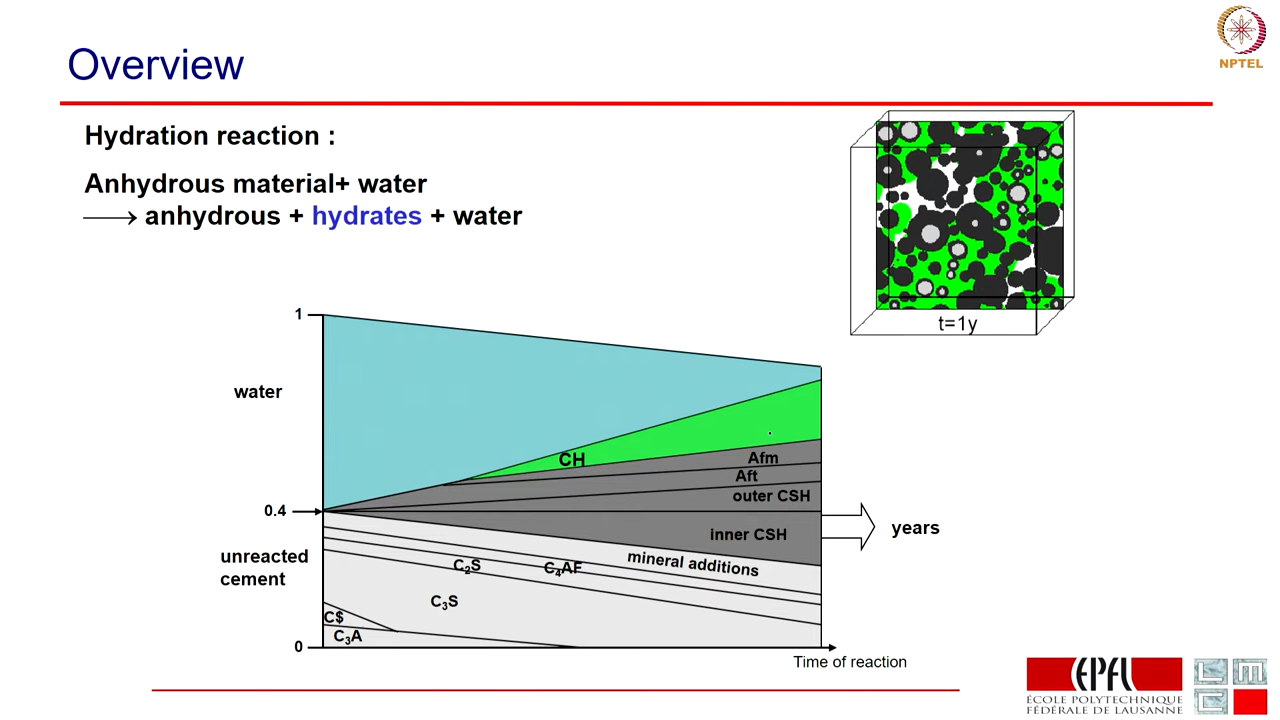 NPTEL
Overview
Hydration reaction :
Anhydrous material+ water
⟶ anhydrous + hydrates + water
t=1y
1
water
CH
Afm
Aft
outer CSH
0.4
years
inner CSH
unreacted
cement
mineral additions
C₂S
C₄AF
C₃S
C$
C₃A
0
Time of reaction
EPFL
ÉCOLE POLYTECHNIQUE
FÉDÉRALE DE LAUSANNE
L M
C